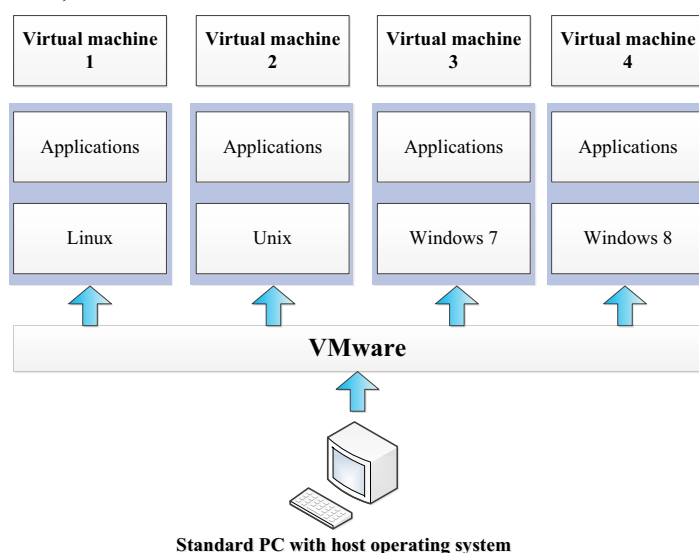 Virtual machine
1
Virtual machine
2
Virtual machine
3
Virtual machine
4
Applications
Applications
Applications
Applications
Linux
Unix
Windows 7
Windows 8
VMware
Standard PC with host operating system